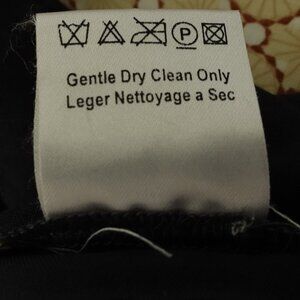 P
Gentle Dry Clean Only
Leger Nettoyage a Sec